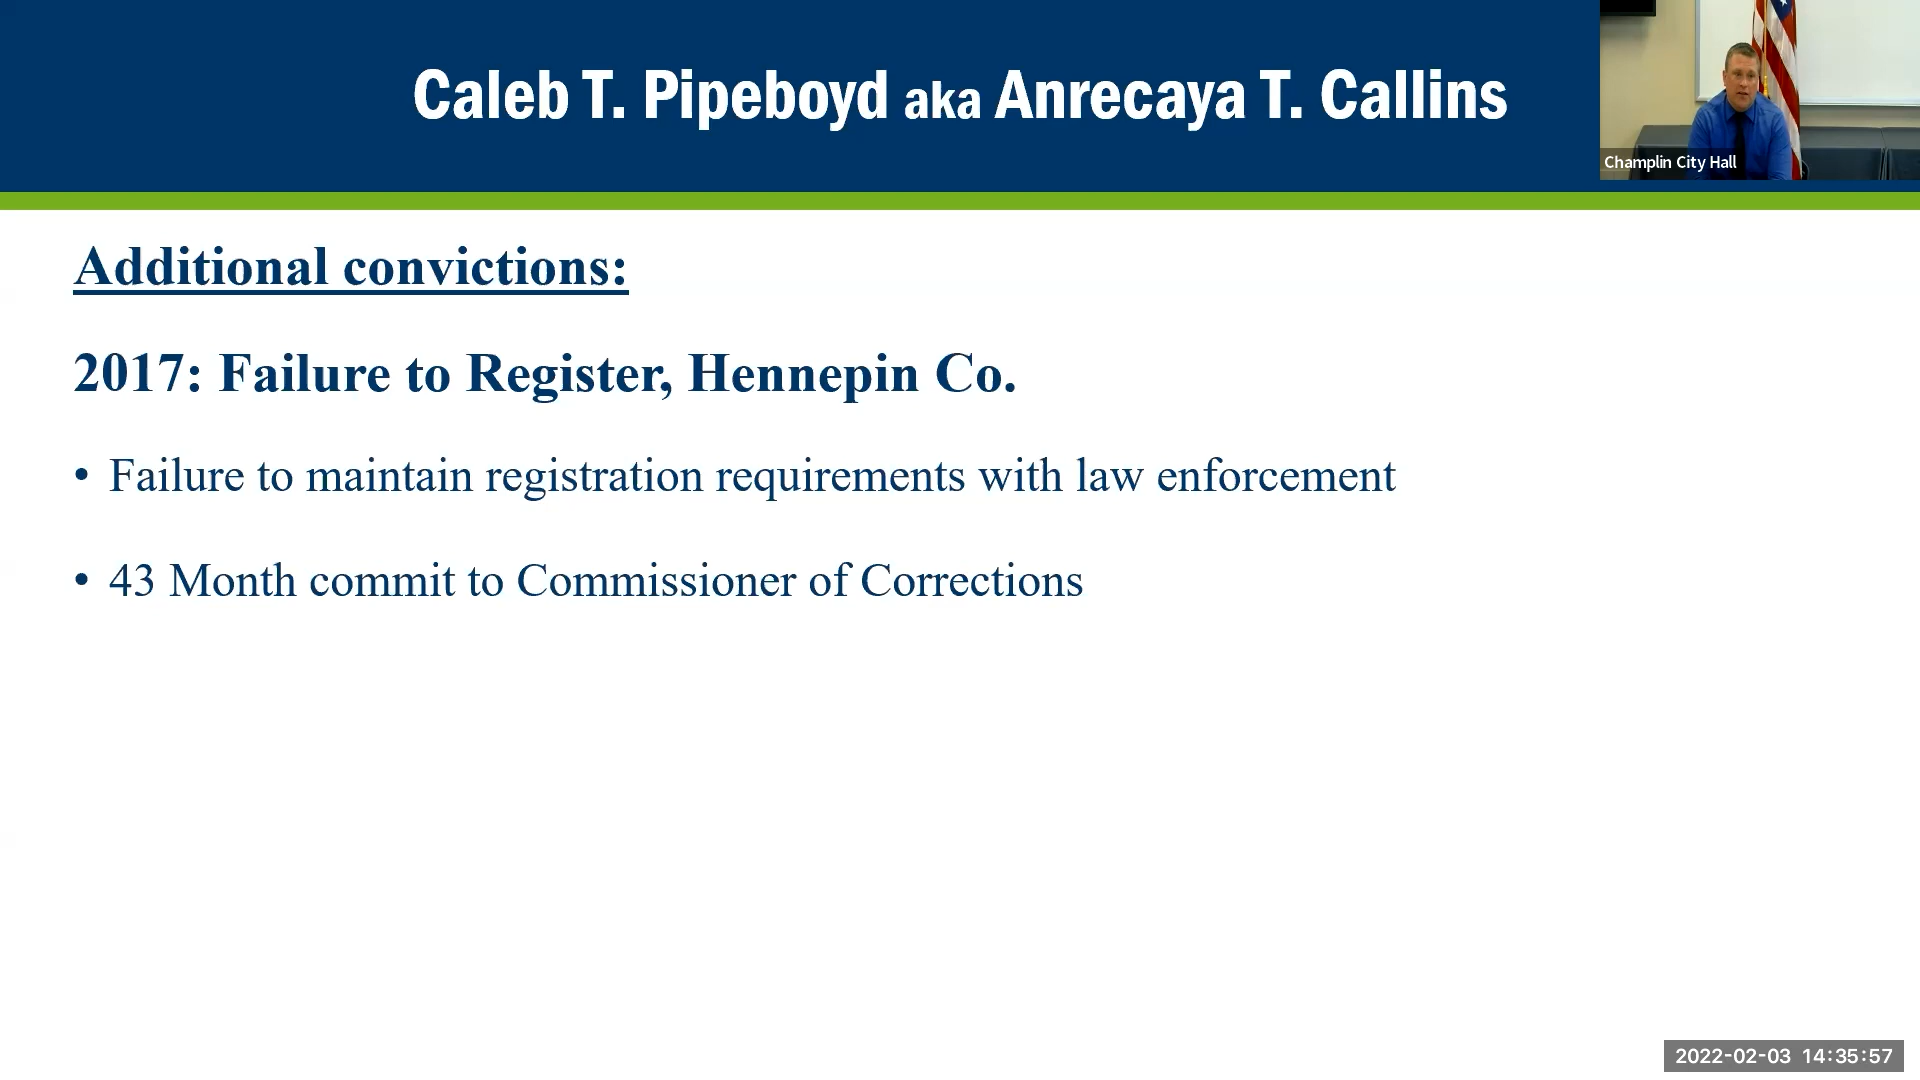 Caleb T. Pipeboyd aka Anrecaya T. Callins
Champlin City Hall
Additional convictions:
2017: Failure to Register, Hennepin Co.
• Failure to maintain registration requirements with law enforcement
• 43 Month commit to Commissioner of Corrections
2022-02-03 14:35:57